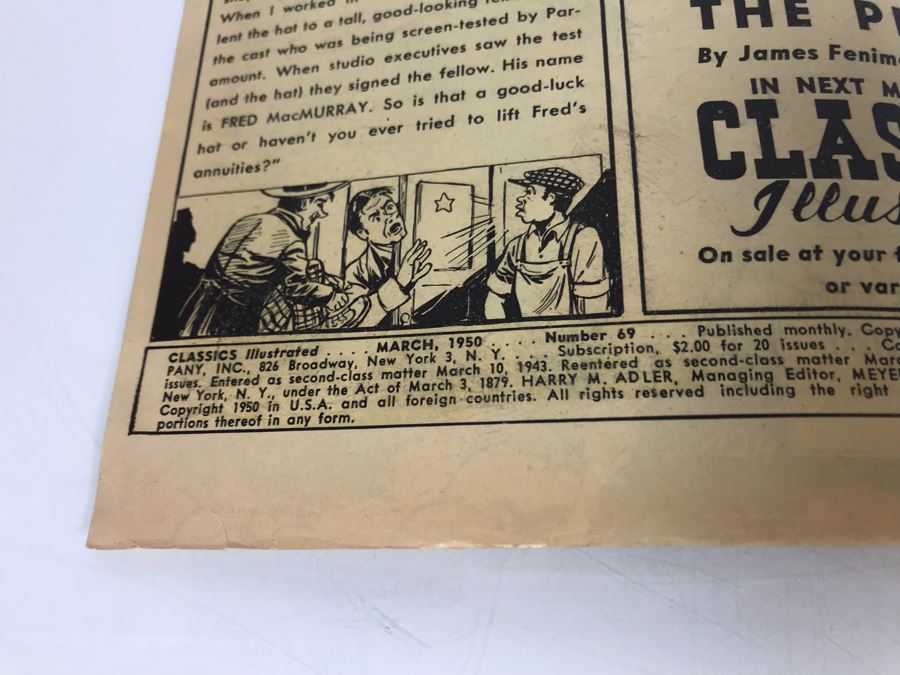 When I worked in
lent the hat to a tall, good-looking
the cast who was being screen-tested by Par-
amount. When studio executives saw the test
(and the hat) they signed the fellow. His name
is FRED MacMURRAY. So is that a good-luck
hat or haven't you ever tried to lift Fred's
annuities?"
THE P
By James Fenim
IN NEXT M
CLAS
Illus
On sale at your
or var
CLASSICS Illustrated . . . . MARCH, 1950 . . . . . Number 69 . . . . Published monthly. Copy
PANY, INC., 826 Broadway, New York 3, N. Y. . . . Subscription, $2.00 for 20 issues . . . Ca
issues. Entered as second-class matter March 10, 1943. Reentered as second-class matter Marc
New York, N. Y., under the Act of March 3, 1879. HARRY M. ADLER, Managing Editor, MEYE
Copyright 1950 in U.S.A. and all foreign countries. All rights reserved including the right
portions thereof in any form.